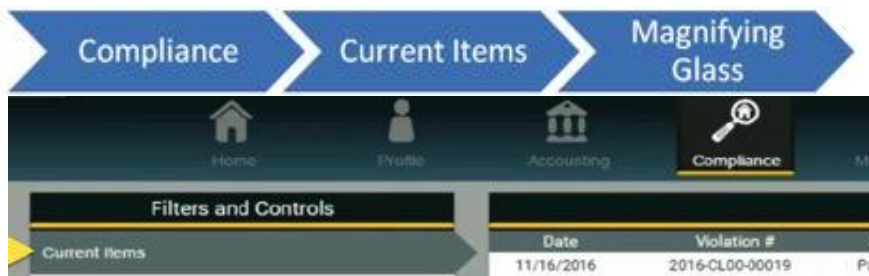 Compliance
Current Items
Magnifying
Glass
Home
Profile
Accounting
Compliance
M
Filters and Controls
Current Items
Date
Violation #
11/16/2016
2016-CL00-00019